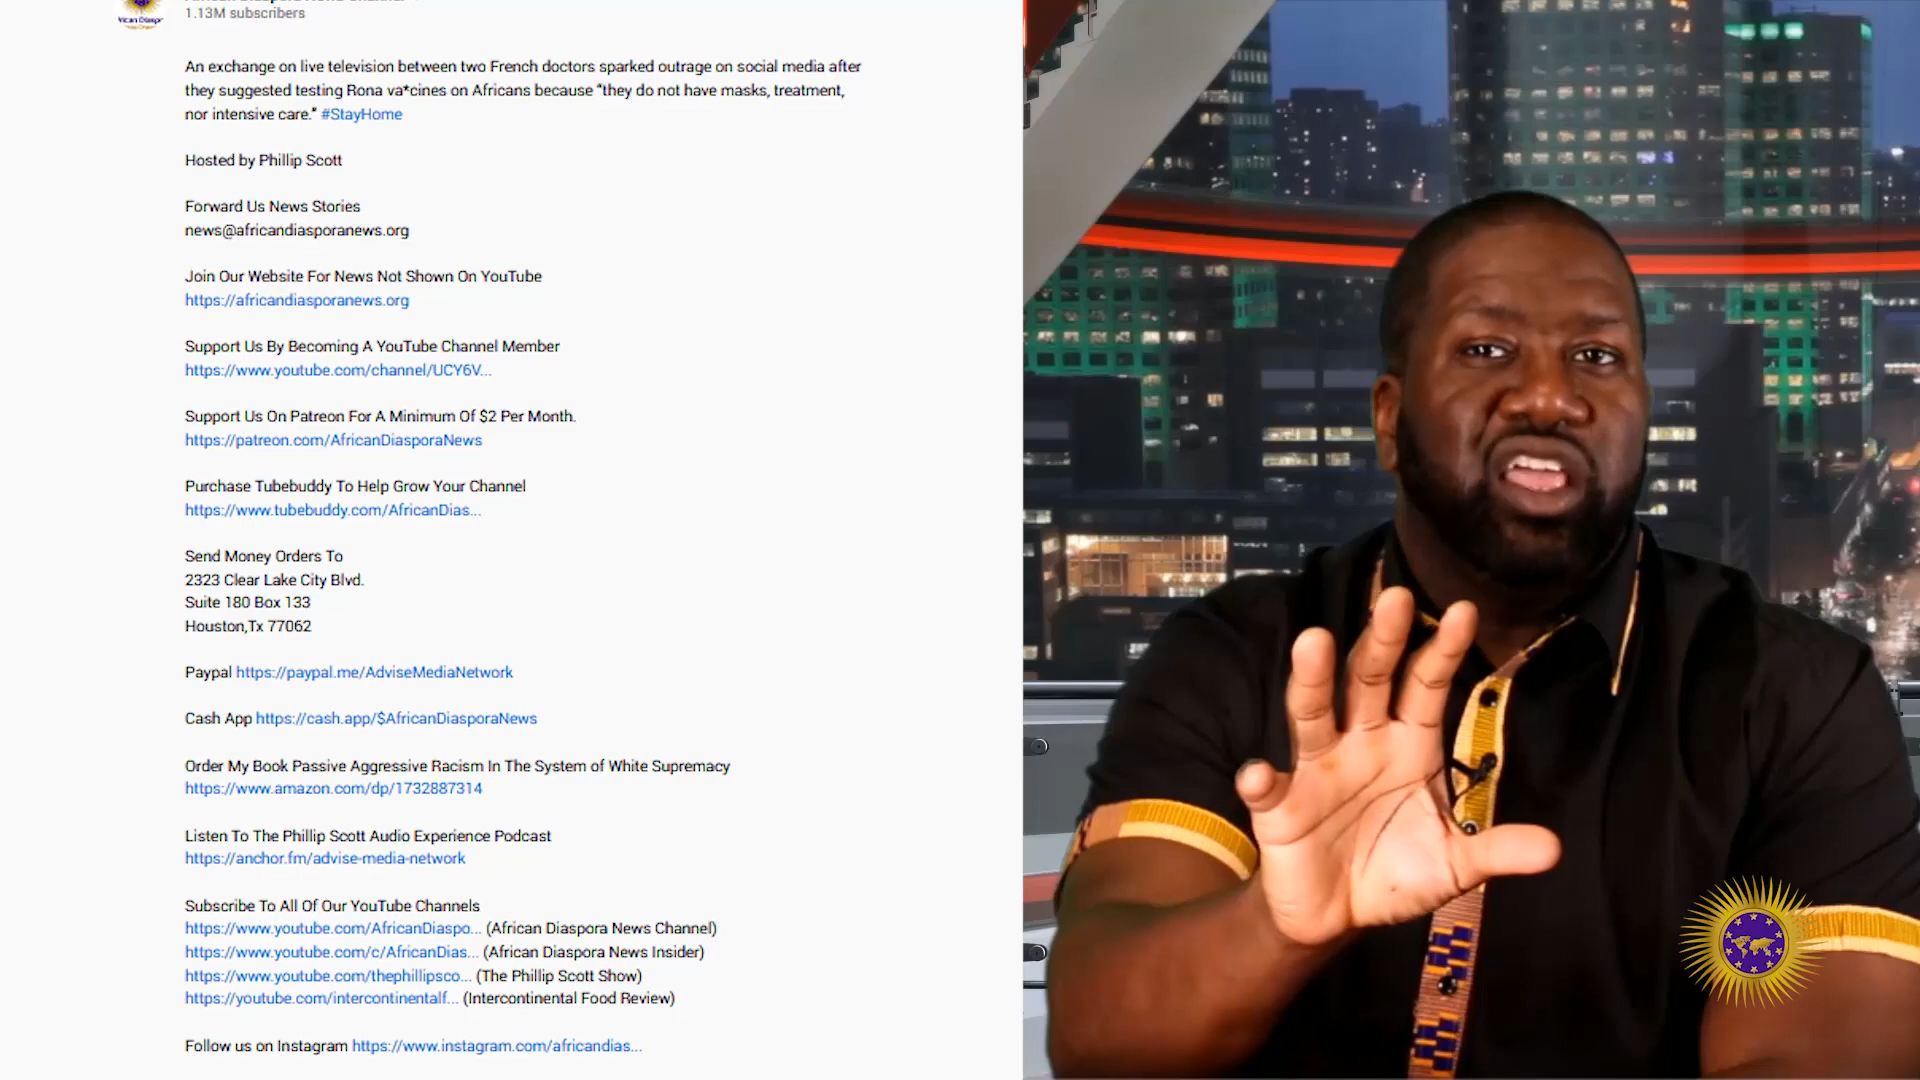 1.13M subscribers
An exchange on live television between two French doctors sparked outrage on social media after
they suggested testing Rona va*cines on Africans because “they do not have masks, treatment,
nor intensive care.” #StayHome
Hosted by Phillip Scott
Forward Us News Stories
news@africandiasporanews.org
Join Our Website For News Not Shown On YouTube
https://africandiasporanews.org
Support Us By Becoming A YouTube Channel Member
https://www.youtube.com/channel/UCY6V...
Support Us On Patreon For A Minimum Of $2 Per Month.
https://patreon.com/AfricanDiasporaNews
Purchase Tubebuddy To Help Grow Your Channel
https://www.tubebuddy.com/AfricanDias...
Send Money Orders To
2323 Clear Lake City Blvd.
Suite 180 Box 133
Houston,Tx 77062
Paypal https://paypal.me/AdviseMediaNetwork
Cash App https://cash.app/$AfricanDiasporaNews
Order My Book Passive Aggressive Racism In The System of White Supremacy
https://www.amazon.com/dp/1732887314
Listen To The Phillip Scott Audio Experience Podcast
https://anchor.fm/advise-media-network
Subscribe To All Of Our YouTube Channels
https://www.youtube.com/AfricanDiaspo... (African Diaspora News Channel)
https://www.youtube.com/c/AfricanDias... (African Diaspora News Insider)
https://www.youtube.com/thephillipsco... (The Phillip Scott Show)
https://youtube.com/intercontinentalf... (Intercontinental Food Review)
Follow us on Instagram https://www.instagram.com/africandias...